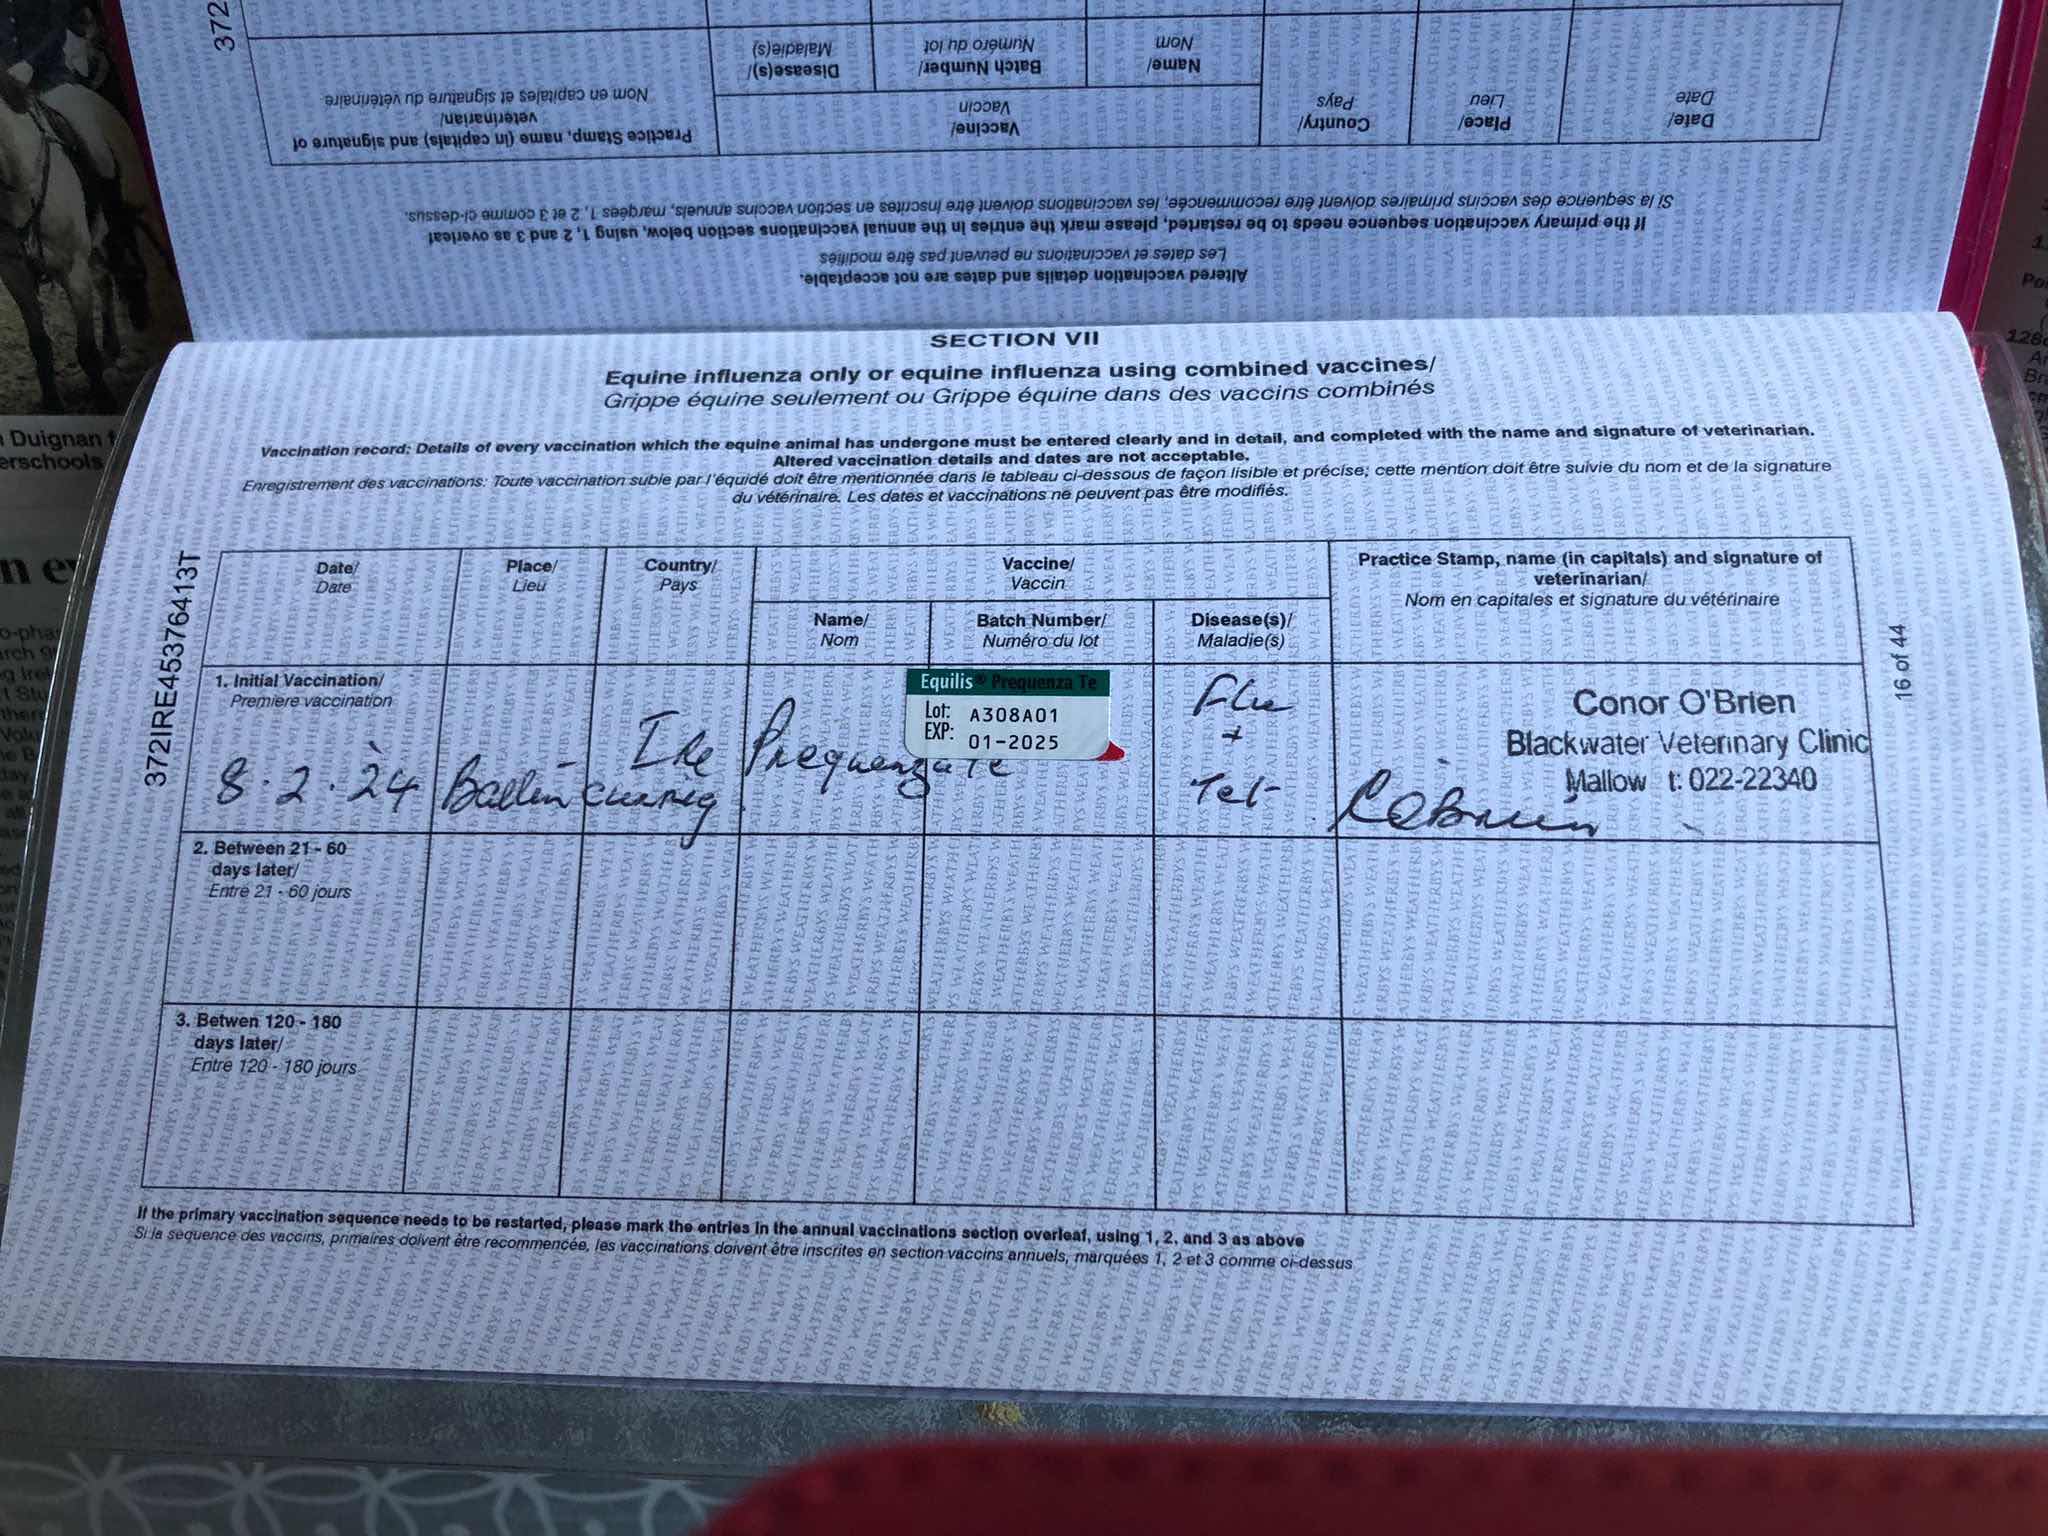 372
Practice Stamp, name (in capitals) and signature of
veterinarian/
Nom en capitales et signature du vétérinaire
Vaccine/
Vaccin
Disease(s)/
Maladie(s)
Batch Number/
Numéro du lot
Name/
Nom
Country/
Pays
Place/
Lieu
Date/
Date
If the primary vaccination sequence needs to be restarted, please mark the entries in the annual vaccinations section below, using 1, 2 and 3 as overleaf
Si la sequence des vaccins primaires doivent être recommencée, les vaccinations doivent être inscrites en section vaccins annuels, marquées 1, 2 et 3 comme ci-dessus.
Altered vaccination details and dates are not acceptable.
Les dates et vaccinations ne peuvent pas être modifiés
SECTION VII
Equine influenza only or equine influenza using combined vaccines/
Grippe équine seulement ou Grippe équine dans des vaccins combinés
Vaccination record: Details of every vaccination which the equine animal has undergone must be entered clearly and in detail, and completed with the name and signature of veterinarian.
Altered vaccination details and dates are not acceptable.
Enregistrement des vaccinations: Toute vaccination subie par l'équidé doit être mentionnée dans le tableau ci-dessous de façon lisible et précise; cette mention doit être suivie du nom et de la signature
du vétérinaire. Les dates et vaccinations ne peuvent pas être modifiés.
372IRE45376413T
16 of 44
Date/
Date
Place/
Lieu
Country/
Pays
Vaccine/
Vaccin
Name/
Nom
Batch Number/
Numéro du lot
Disease(s)/
Maladie(s)
Practice Stamp, name (in capitals) and signature of
veterinarian/
Nom en capitales et signature du vétérinaire
1. Initial Vaccination/
Premiere vaccination
8.2.24
Ire
Prequenza Te
Equilis® Prequenza Te
Lot: A308A01
EXP: 01-2025
Flu
+
Tet
Conor O'Brien
Blackwater Veterinary Clinic
Mallow t: 022-22340
COBrien
2. Between 21 - 60
days later/
Entre 21 - 60 jours
3. Betwen 120 - 180
days later/
Entre 120 - 180 jours
If the primary vaccination sequence needs to be restarted, please mark the entries in the annual vaccinations section overleaf, using 1, 2, and 3 as above
Si la sequence des vaccins, primaires doivent être recommencée, les vaccinations doivent être inscrites en section vaccins annuels, marquées 1, 2 et 3 comme ci-dessus
Duignan
erschools